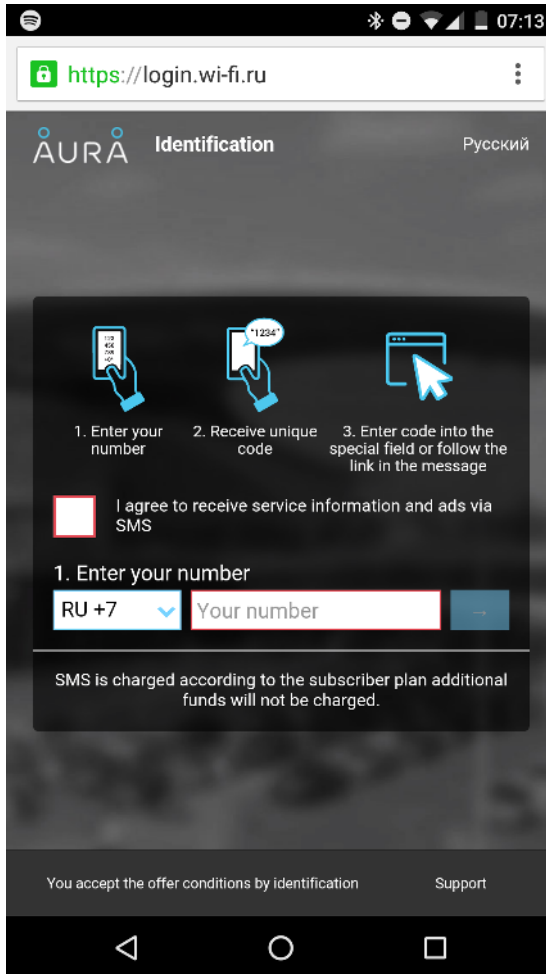 07:13
https://login.wi-fi.ru
AURA
Identification
Русский
"1234"
1. Enter your
number
2. Receive unique
code
3. Enter code into the
special field or follow the
link in the message
I agree to receive service information and ads via
SMS
1. Enter your number
RU +7
Your number
→
SMS is charged according to the subscriber plan additional
funds will not be charged.
You accept the offer conditions by identification
Support